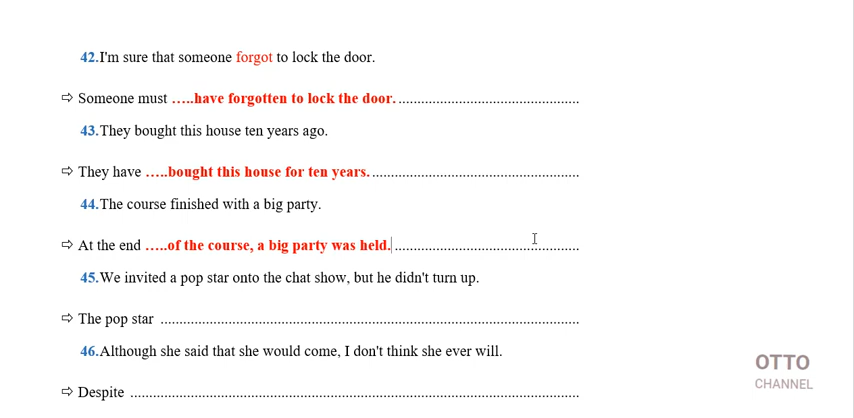 42.I'm sure that someone forgot to lock the door.
⇨ Someone must …..have forgotten to lock the door...............................................
43.They bought this house ten years ago.
⇨ They have …..bought this house for ten years......................................................
44.The course finished with a big party.
⇨ At the end …..of the course, a big party was held................................................
45.We invited a pop star onto the chat show, but he didn't turn up.
⇨ The pop star ..........................................................................................................
46.Although she said that she would come, I don't think she ever will.
OTTO
CHANNEL
⇨ Despite ..................................................................................................................